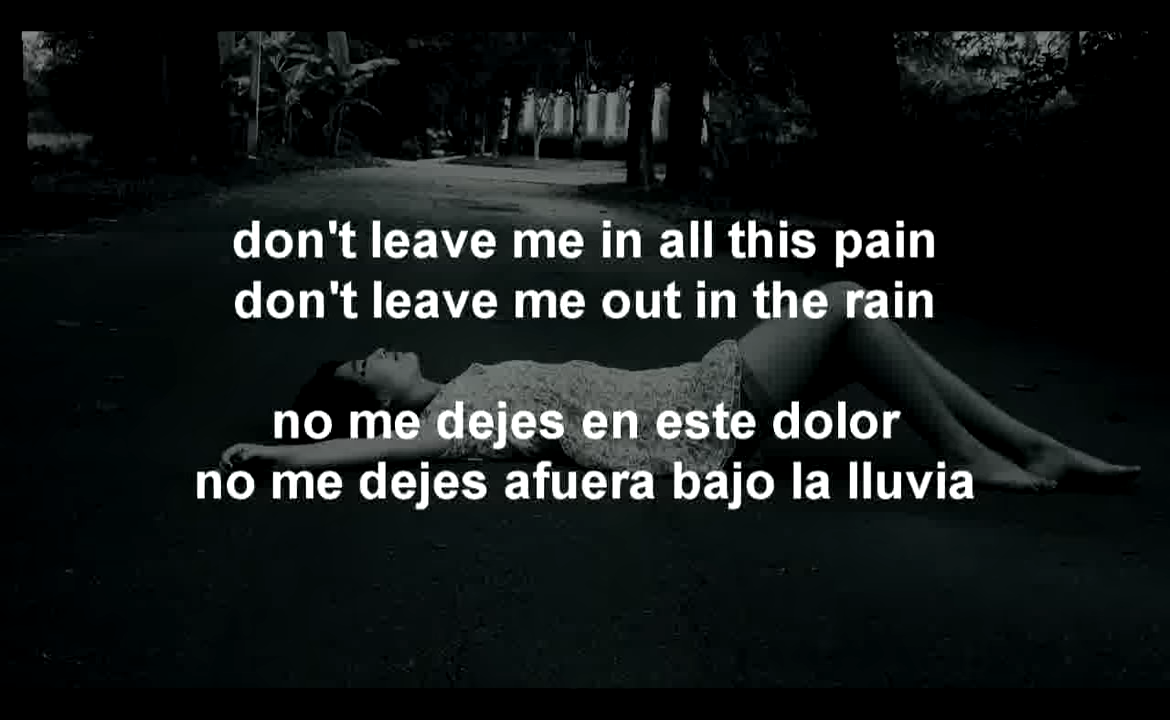 don't leave me in all this pain
don't leave me out in the rain
no me dejes en este dolor
no me dejes afuera bajo la lluvia